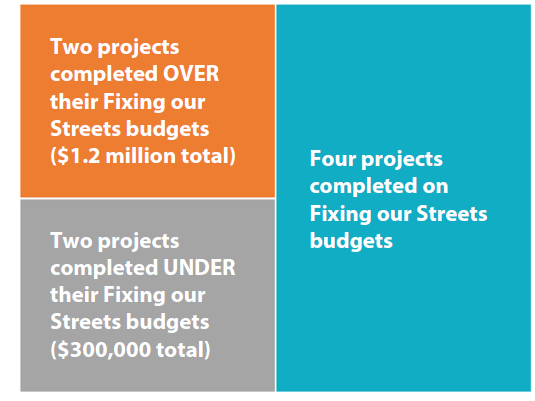 Two projects
completed OVER
their Fixing our
Streets budgets
($1.2 million total)
Two projects
completed UNDER
their Fixing our
Streets budgets
($300,000 total)
Four projects
completed on
Fixing our Streets
budgets